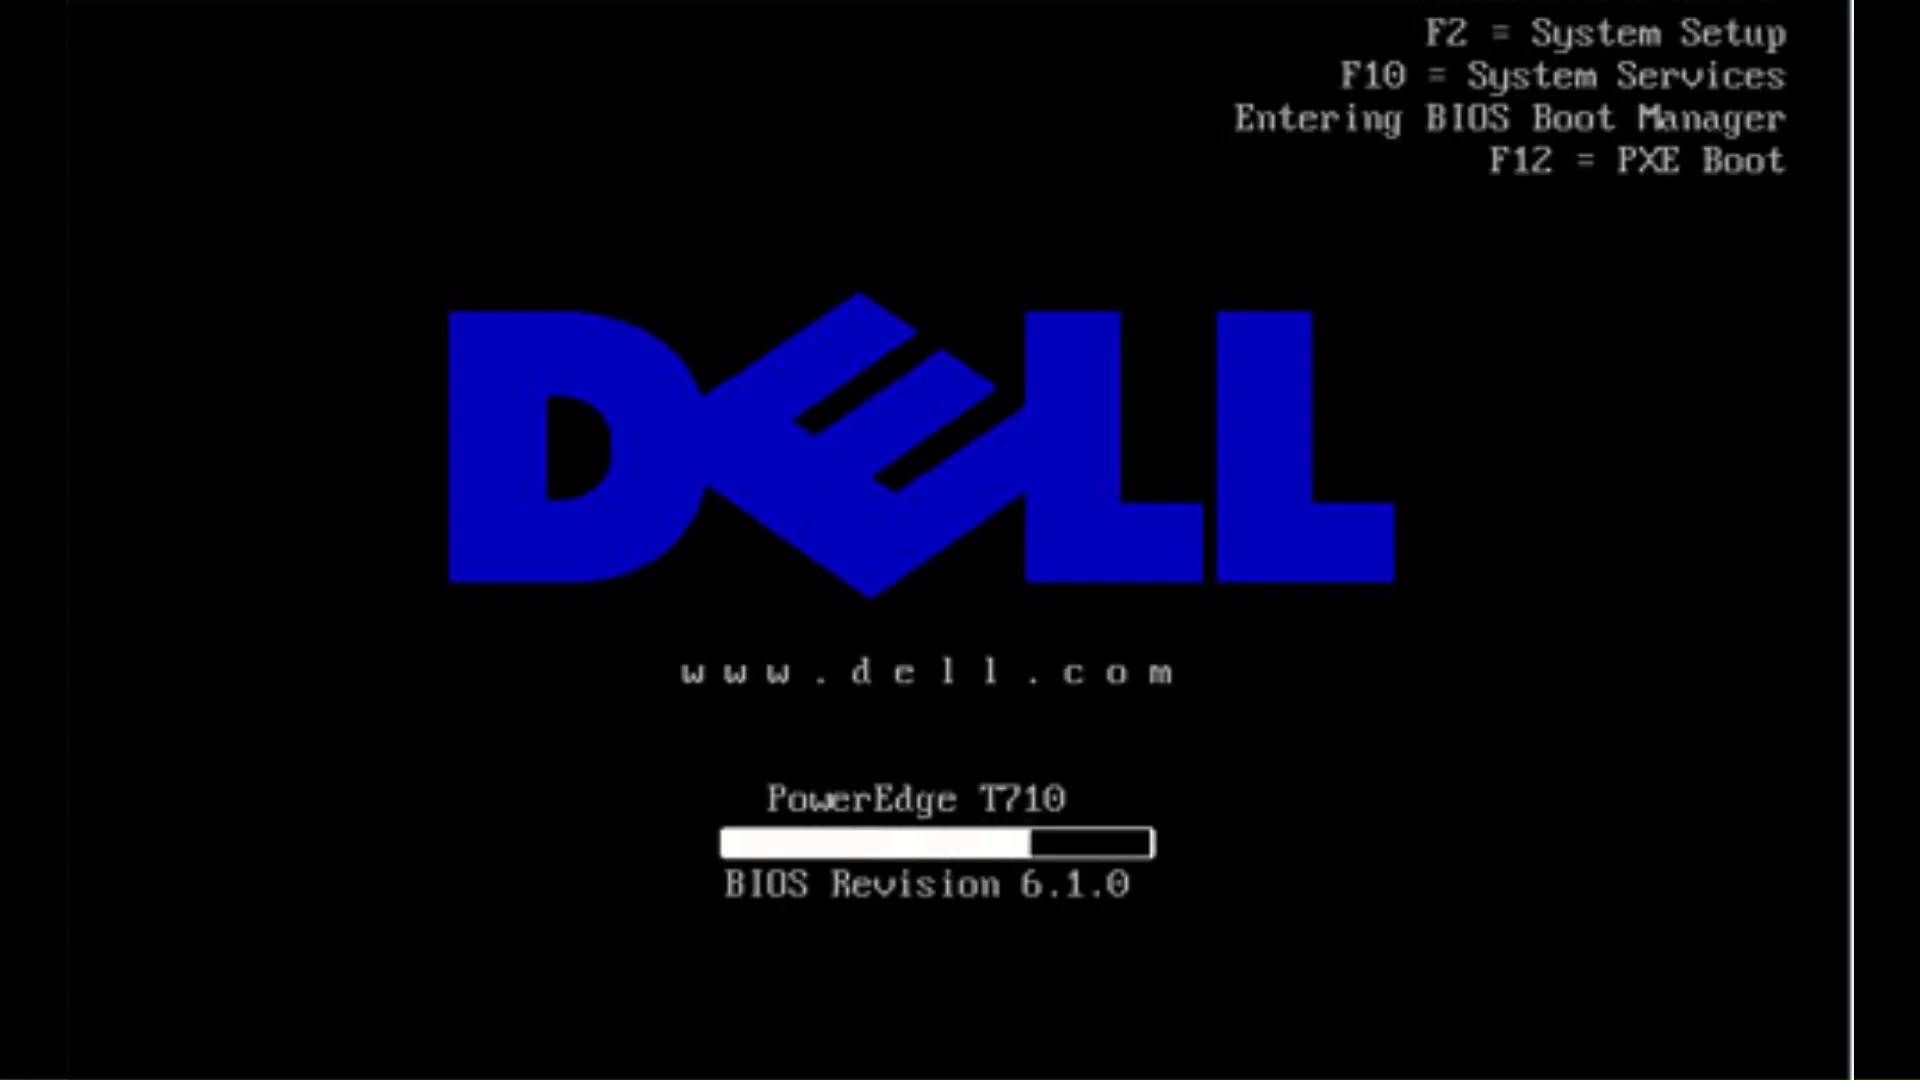 F2 = System Setup
F10 = System Services
Entering BIOS Boot Manager
F12 = PXE Boot
DELL
www.dell.com
PowerEdge T710
BIOS Revision 6.1.0